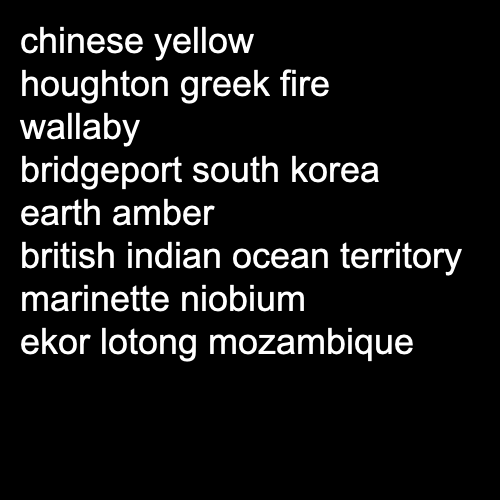 chinese yellow
houghton greek fire
wallaby
bridgeport south korea
earth amber
british indian ocean territory
marinette niobium
ekor lotong mozambique